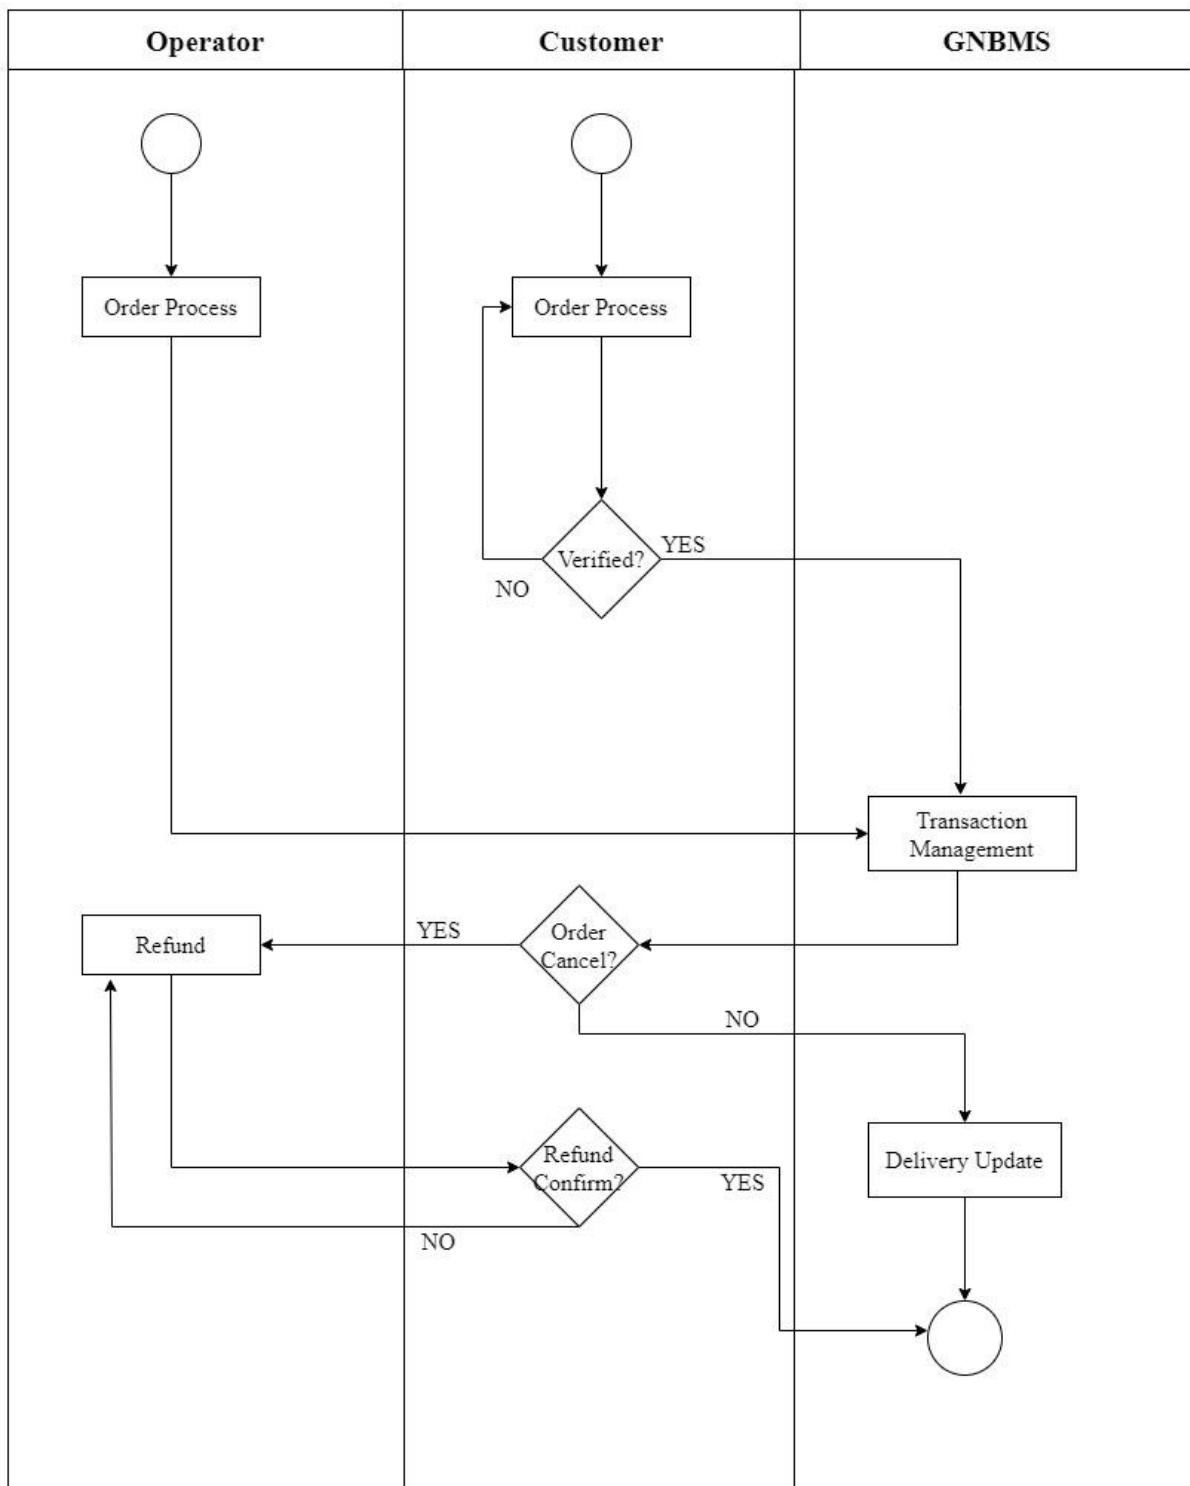 Operator
Customer
GNBMS
Order Process
Order Process
Verified?
YES
NO
Transaction
Management
Refund
YES
Order
Cancel?
NO
Refund
Confirm?
YES
Delivery Update
NO